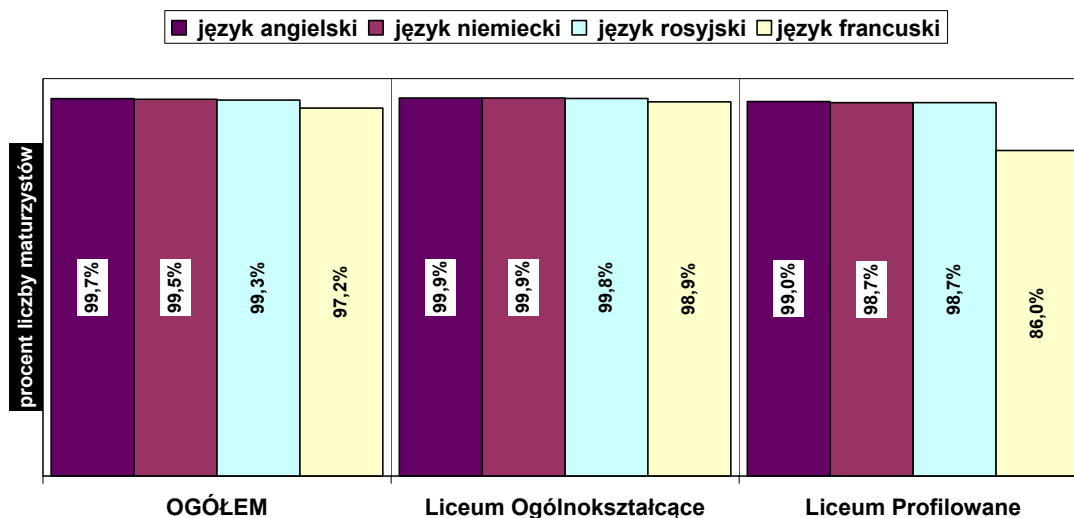 język angielski język niemiecki język rosyjski język francuski
procent liczby maturzystów
99,7% 99,5% 99,3% 97,2% 99,9% 99,9% 99,8% 98,9% 99,0% 98,7% 98,7% 86,0%
OGÓŁEM Liceum Ogólnokształcące Liceum Profilowane